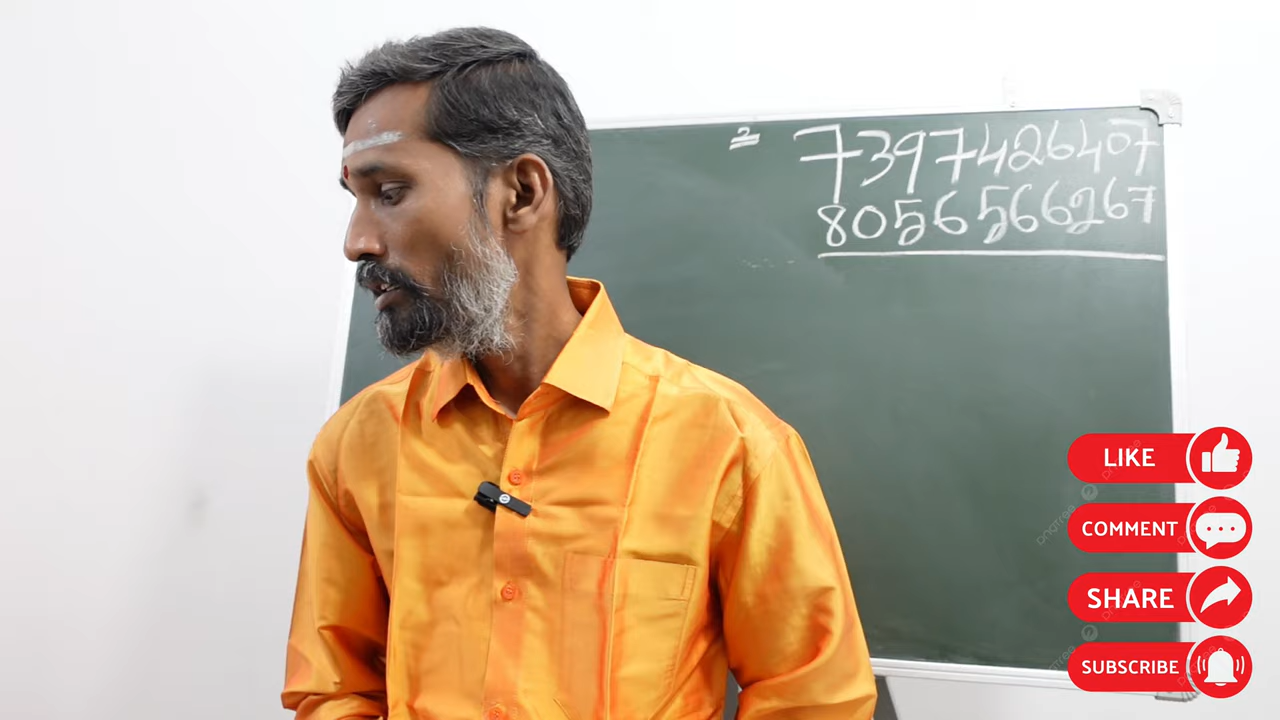 = 7397426407
8056566267
LIKE
COMMENT
SHARE
SUBSCRIBE